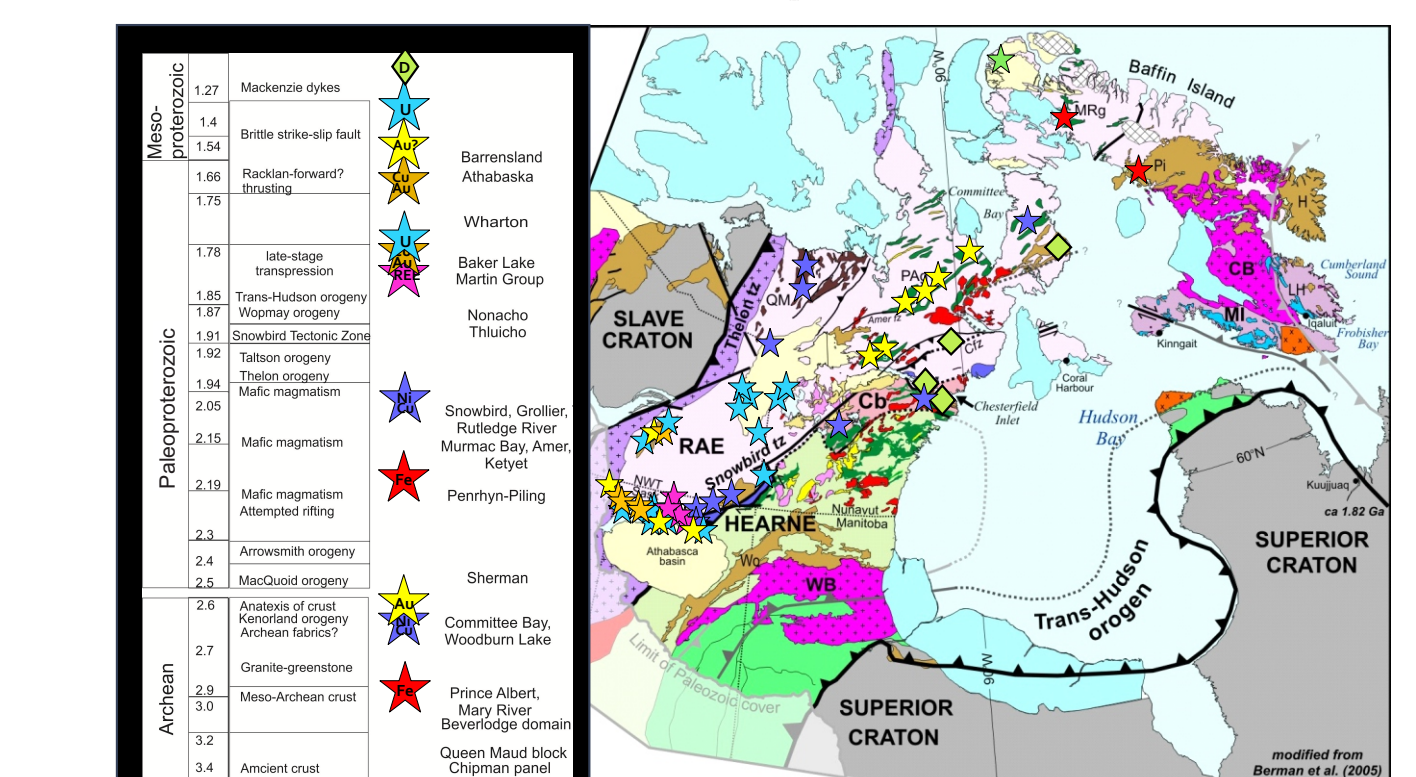 Meso-
proterozoic
Paleoproterozoic
Archean
1.27
1.4
1.54
1.66
1.75
1.78
1.85
1.87
1.91
1.92
1.94
2.05
2.15
2.19
2.3
2.4
2.5
2.6
2.7
2.9
3.0
3.2
3.4
Mackenzie dykes
Brittle strike-slip fault
Racklan-forward?
thrusting
late-stage
transpression
Trans-Hudson orogeny
Wopmay orogeny
Snowbird Tectonic Zone
Taltson orogeny
Thelon orogeny
Mafic magmatism
Mafic magmatism
Mafic magmatism
Attempted rifting
Arrowsmith orogeny
MacQuoid orogeny
Anatexis of crust
Kenorland orogeny
Archean fabrics?
Granite-greenstone
Meso-Archean crust
Amcient crust
D
U
Au?
Cu
Au
U
Au
REE
Ni
Cu
Fe
Au
Ni
Cu
Fe
Barrensland
Athabaska
Wharton
Baker Lake
Martin Group
Nonacho
Thluicho
Snowbird, Grollier,
Rutledge River
Murmac Bay, Amer,
Ketyet
Penrhyn-Piling
Sherman
Committee Bay,
Woodburn Lake
Prince Albert,
Mary River
Beverlodge domain
Queen Maud block
Chipman panel
90°W
Baffin Island
MRg
Pi
H
Committee
Bay
?
CB
Cumberland
Sound
LH
MI
Iqaluit
Frobisher
Bay
Kinngait
x x
x
?
?
?
?
PAg
QM
Thelon tz
Amer fz
SLAVE
CRATON
Cfz
Coral
Harbour
Cb
Chesterfield
Inlet
Hudson
Bay
RAE
Snowbird tz
NWT
Sask
HEARNE
Nunavut
Manitoba
Athabasca
basin
Wo
WB
60°N
Kuujjuaq
ca 1.82 Ga
SUPERIOR
CRATON
Trans-Hudson
orogen
Limit of Paleozoic cover
90°W
SUPERIOR
CRATON
modified from
Berman et al. (2005)